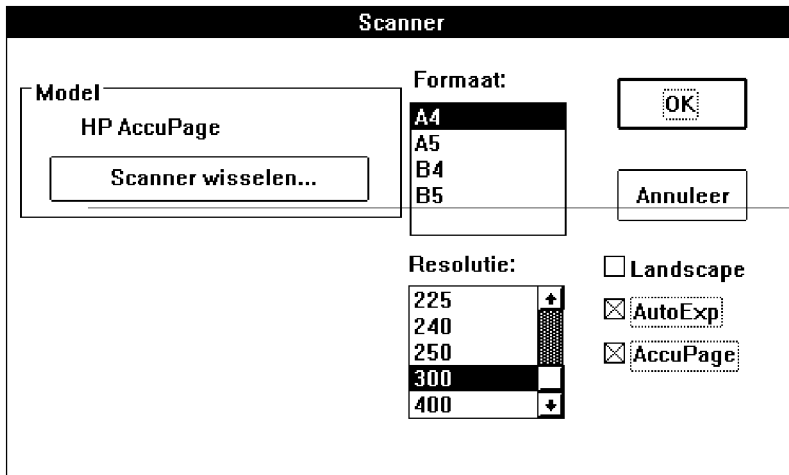 Scanner
Model
HP AccuPage
Scanner wisselen...
Formaat:
A4
A5
B4
B5
OK
Annuleer
Resolutie:
225
240
250
300
400
Landscape
AutoExp
AccuPage